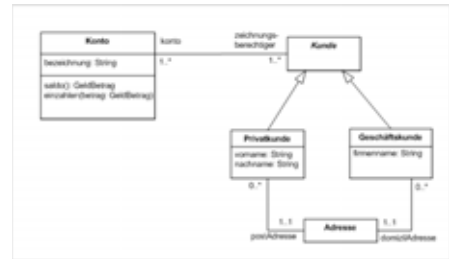 Konto
bezeichnung: String
saldo(): GeldBetrag
einzahlen(betrag: GeldBetrag)
konto
1..*
zeichnungs-
berechtiger
1..*
Kunde
Privatkunde
vorname: String
nachname: String
Geschäftskunde
firmenname: String
0..*
0..*
1..1
1..1
postAdresse
Adresse
domizilAdresse